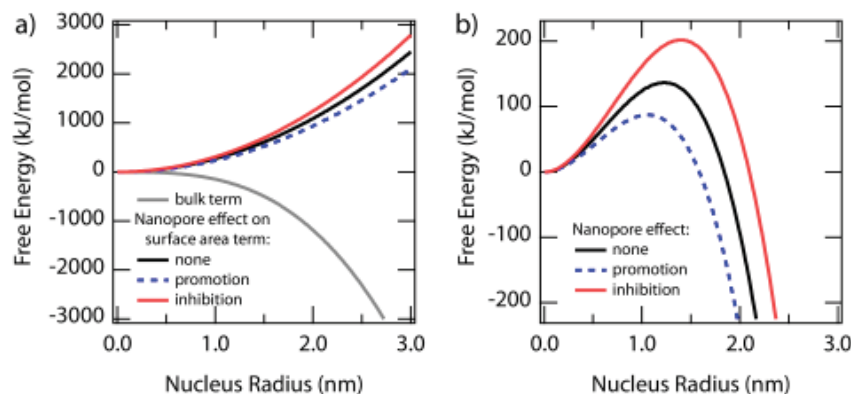 a)
3000
2000
1000
0
-1000
-2000
-3000
Free Energy (kJ/mol)
bulk term
Nanopore effect on
surface area term:
none
promotion
inhibition
0.0 1.0 2.0 3.0
Nucleus Radius (nm)
b)
200
100
0
-100
-200
Free Energy (kJ/mol)
Nanopore effect:
none
promotion
inhibition
0.0 1.0 2.0 3.0
Nucleus Radius (nm)